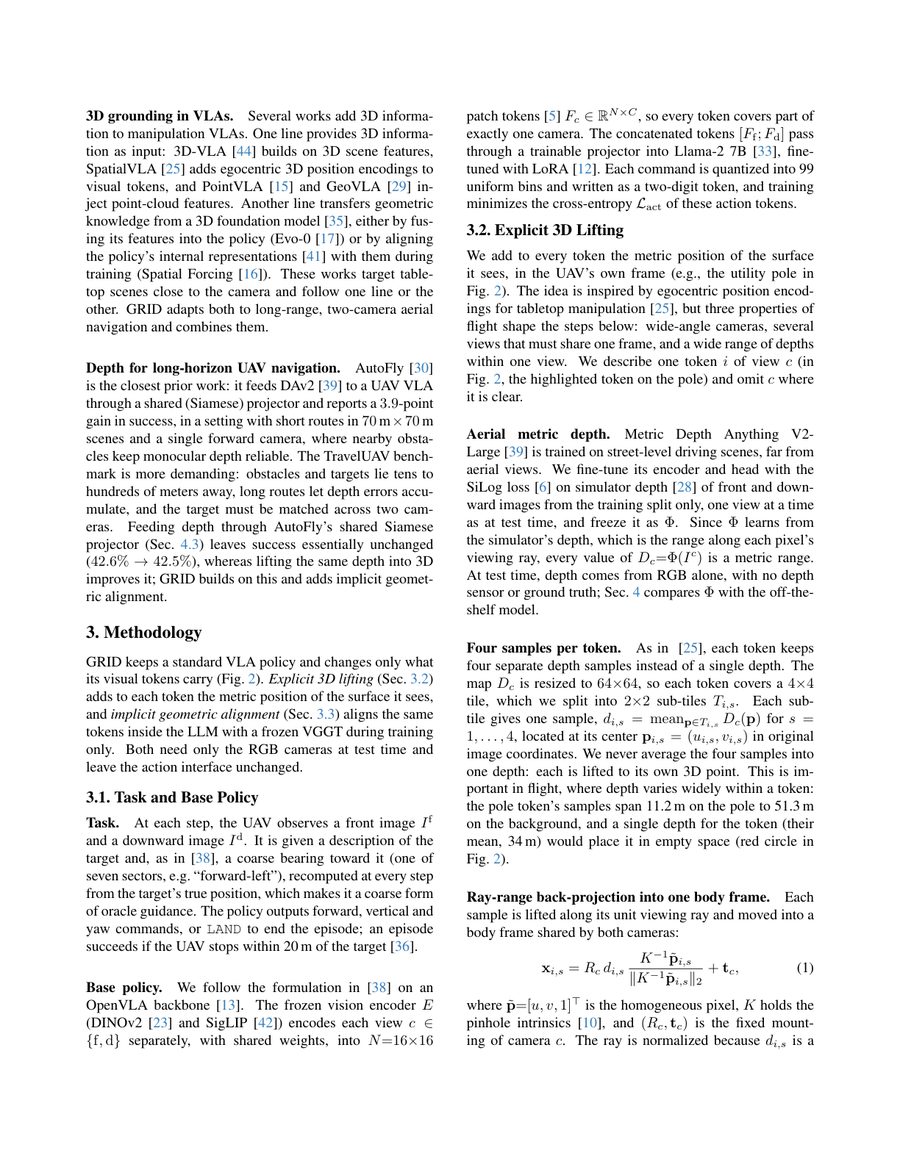 3D grounding in VLAs. Several works add 3D informa-
tion to manipulation VLAs. One line provides 3D informa-
tion as input: 3D-VLA [44] builds on 3D scene features,
SpatialVLA [25] adds egocentric 3D position encodings to
visual tokens, and PointVLA [15] and GeoVLA [29] in-
ject point-cloud features. Another line transfers geometric
knowledge from a 3D foundation model [35], either by fus-
ing its features into the policy (Evo-0 [17]) or by aligning
the policy's internal representations [41] with them during
training (Spatial Forcing [16]). These works target table-
top scenes close to the camera and follow one line or the
other. GRID adapts both to long-range, two-camera aerial
navigation and combines them.
Depth for long-horizon UAV navigation. AutoFly [30]
is the closest prior work: it feeds DAv2 [39] to a UAV VLA
through a shared (Siamese) projector and reports a 3.9-point
gain in success, in a setting with short routes in 70 m × 70 m
scenes and a single forward camera, where nearby obsta-
cles keep monocular depth reliable. The TravelUAV bench-
mark is more demanding: obstacles and targets lie tens to
hundreds of meters away, long routes let depth errors accu-
mulate, and the target must be matched across two cam-
eras. Feeding depth through AutoFly's shared Siamese
projector (Sec. 4.3) leaves success essentially unchanged
(42.6% → 42.5%), whereas lifting the same depth into 3D
improves it; GRID builds on this and adds implicit geomet-
ric alignment.
3. Methodology
GRID keeps a standard VLA policy and changes only what
its visual tokens carry (Fig. 2). Explicit 3D lifting (Sec. 3.2)
adds to each token the metric position of the surface it sees,
and implicit geometric alignment (Sec. 3.3) aligns the same
tokens inside the LLM with a frozen VGGT during training
only. Both need only the RGB cameras at test time and
leave the action interface unchanged.
3.1. Task and Base Policy
Task. At each step, the UAV observes a front image I^f
and a downward image I^d. It is given a description of the
target and, as in [38], a coarse bearing toward it (one of
seven sectors, e.g. “forward-left”), recomputed at every step
from the target's true position, which makes it a coarse form
of oracle guidance. The policy outputs forward, vertical and
yaw commands, or LAND to end the episode; an episode
succeeds if the UAV stops within 20 m of the target [36].
Base policy. We follow the formulation in [38] on an
OpenVLA backbone [13]. The frozen vision encoder E
(DINOv2 [23] and SigLIP [42]) encodes each view c ∈
{f, d} separately, with shared weights, into N=16×16
patch tokens [5] F_c ∈ ℝ^{N×C}, so every token covers part of
exactly one camera. The concatenated tokens [F_f; F_d] pass
through a trainable projector into Llama-2 7B [33], fine-
tuned with LoRA [12]. Each command is quantized into 99
uniform bins and written as a two-digit token, and training
minimizes the cross-entropy ℒ_act of these action tokens.
3.2. Explicit 3D Lifting
We add to every token the metric position of the surface
it sees, in the UAV's own frame (e.g., the utility pole in
Fig. 2). The idea is inspired by egocentric position encod-
ings for tabletop manipulation [25], but three properties of
flight shape the steps below: wide-angle cameras, several
views that must share one frame, and a wide range of depths
within one view. We describe one token i of view c (in
Fig. 2, the highlighted token on the pole) and omit c where
it is clear.
Aerial metric depth. Metric Depth Anything V2-
Large [39] is trained on street-level driving scenes, far from
aerial views. We fine-tune its encoder and head with the
SiLog loss [6] on simulator depth [28] of front and down-
ward images from the training split only, one view at a time
as at test time, and freeze it as Φ. Since Φ learns from
the simulator's depth, which is the range along each pixel's
viewing ray, every value of D_c=Φ(I^c) is a metric range.
At test time, depth comes from RGB alone, with no depth
sensor or ground truth; Sec. 4 compares Φ with the off-the-
shelf model.
Four samples per token. As in [25], each token keeps
four separate depth samples instead of a single depth. The
map D_c is resized to 64×64, so each token covers a 4×4
tile, which we split into 2×2 sub-tiles T_{i,s}. Each sub-
tile gives one sample, d_{i,s} = mean_{p∈T_{i,s}} D_c(p) for s =
1, . . . , 4, located at its center p_{i,s} = (u_{i,s}, v_{i,s}) in original
image coordinates. We never average the four samples into
one depth: each is lifted to its own 3D point. This is im-
portant in flight, where depth varies widely within a token:
the pole token's samples span 11.2 m on the pole to 51.3 m
on the background, and a single depth for the token (their
mean, 34 m) would place it in empty space (red circle in
Fig. 2).
Ray-range back-projection into one body frame. Each
sample is lifted along its unit viewing ray and moved into a
body frame shared by both cameras:
x_{i,s} = R_c d_{i,s} K^{-1}p̃_{i,s} / ‖K^{-1}p̃_{i,s}‖_2 + t_c, (1)
where p̃=[u, v, 1]^⊤ is the homogeneous pixel, K holds the
pinhole intrinsics [10], and (R_c, t_c) is the fixed mount-
ing of camera c. The ray is normalized because d_{i,s} is a